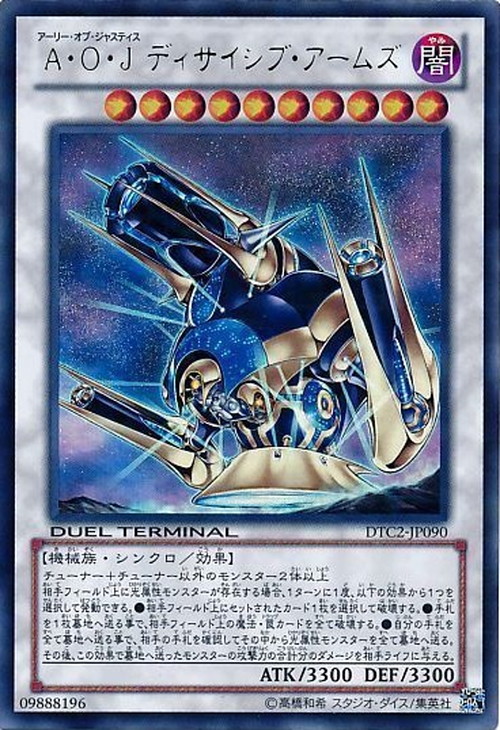 アーリー・オブ・ジャスティス
A・O・J ディサイシブ・アームズ
やみ
闇
DUEL TERMINAL
DTC2-JP090
【機械族・シンクロ/効果】
チューナー+チューナー以外のモンスター2体以上
相手フィールド上に光属性モンスターが存在する場合、1ターンに1度、以下の効果から1つを
選択して発動できる。●相手フィールド上にセットされたカード1枚を選択して破壊する。●手札
を1枚墓地へ送る事で、相手フィールド上の魔法・罠カードを全て破壊する。●自分の手札を
全て墓地へ送る事で、相手の手札を確認してその中から光属性モンスターを全て墓地へ送る。
その後、この効果で墓地へ送ったモンスターの攻撃力の合計分のダメージを相手ライフに与える。
ATK/3300 DEF/3300
09888196
©高橋和希 スタジオ・ダイス/集英社